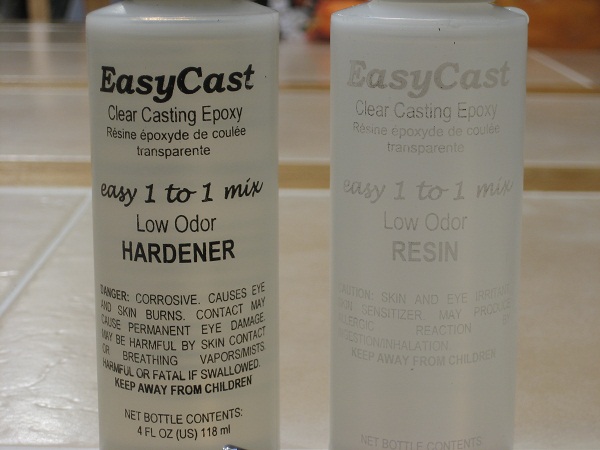 EasyCast
Clear Casting Epoxy
Résine époxyde de coulée
transparente
easy 1 to 1 mix
Low Odor
HARDENER
DANGER: CORROSIVE. CAUSES EYE
AND SKIN BURNS. CONTACT MAY
CAUSE PERMANENT EYE DAMAGE.
MAY BE HARMFUL BY SKIN CONTACT
OR BREATHING VAPORS/MISTS.
HARMFUL OR FATAL IF SWALLOWED.
KEEP AWAY FROM CHILDREN
NET BOTTLE CONTENTS:
4 FL OZ (US) 118 ml
EasyCast
Clear Casting Epoxy
Résine époxyde de coulée
transparente
easy 1 to 1 mix
Low Odor
RESIN
CAUTION: SKIN AND EYE
SKIN SENSITIZER. MAY
ALLERGIC REACTION
INGESTION/INHALATION.
KEEP AWAY FROM CHILDREN
NET BOTTLE CONTENTS: